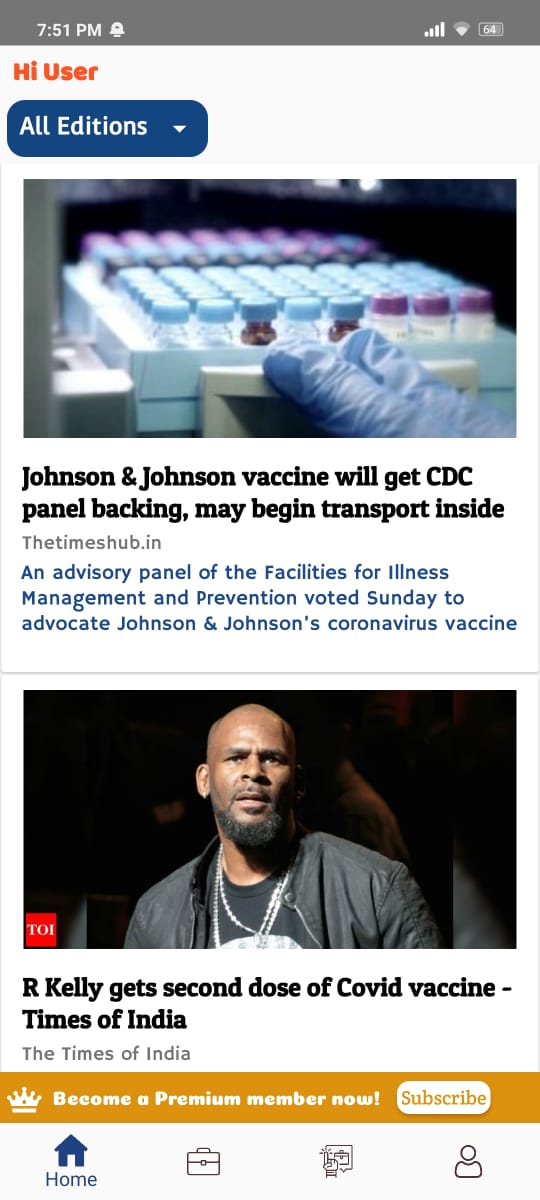 7:51 PM
64
Hi User
All Editions
Johnson & Johnson vaccine will get CDC
panel backing, may begin transport inside
Thetimeshub.in
An advisory panel of the Facilities for Illness
Management and Prevention voted Sunday to
advocate Johnson & Johnson's coronavirus vaccine
TOI
R Kelly gets second dose of Covid vaccine -
Times of India
The Times of India
Become a Premium member now!
Subscribe
Home